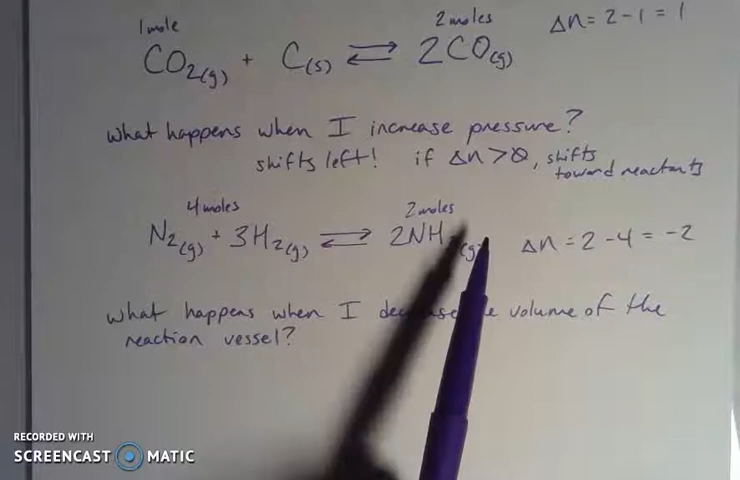 1 mole 2 moles Δn = 2 - 1 = 1
CO₂(g) + C(s) ⇌ 2CO(g)
what happens when I increase pressure?
shifts left! if Δn > 0, shifts
toward reactants
4 moles 2 moles
N₂(g) + 3H₂(g) ⇌ 2NH (g) Δn = 2 - 4 = -2
what happens when I volume of the
reaction vessel?
RECORDED WITH
SCREENCAST MATIC